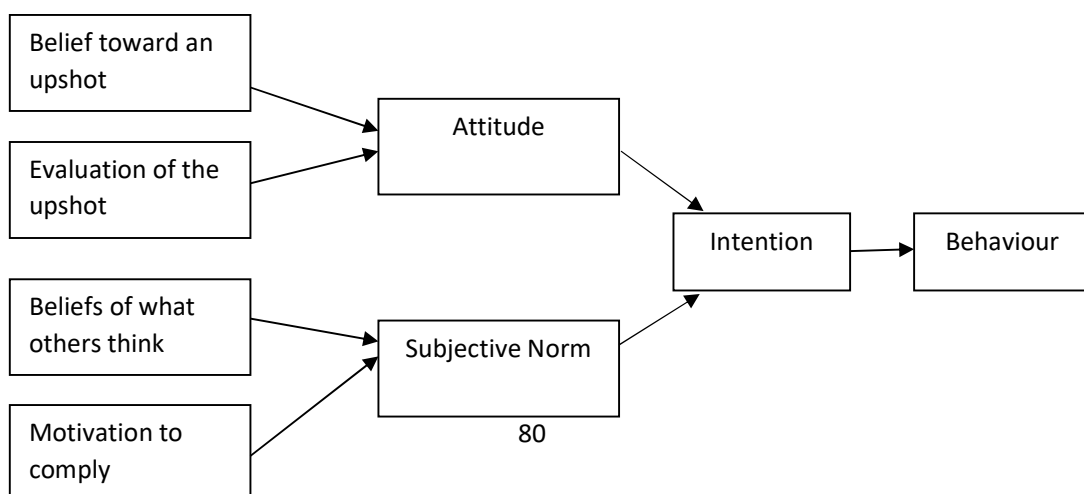 Belief toward an
upshot
Attitude
Evaluation of the
upshot
Intention
Behaviour
Beliefs of what
others think
Subjective Norm
Motivation to
comply
80